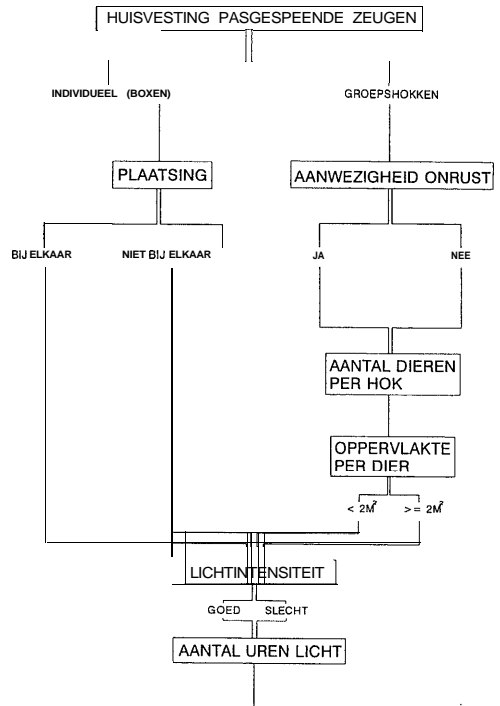 HUISVESTING PASGESPEENDE ZEUGEN
INDIVIDUEEL (BOXEN)
GROEPSHOKKEN
PLAATSING
AANWEZIGHEID ONRUST
BIJ ELKAAR
NIET BIJ ELKAAR
JA
NEE
AANTAL DIEREN
PER HOK
OPPERVLAKTE
PER DIER
< 2M²
>= 2M²
LICHTINTENSITEIT
GOED
SLECHT
AANTAL UREN LICHT